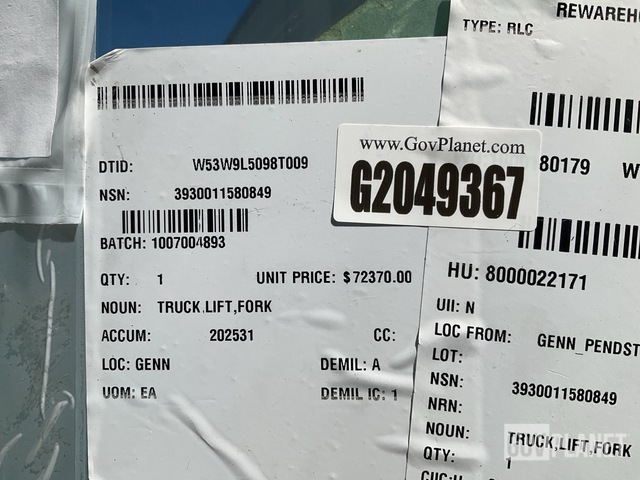 DTID: W53W9L5098T009
NSN: 3930011580849
BATCH: 1007004893
QTY: 1 UNIT PRICE: $72370.00
NOUN: TRUCK,LIFT,FORK
ACCUM: 202531 CC:
LOC: GENN DEMIL: A
UOM: EA DEMIL IC: 1
www.GovPlanet.com
G2049367
TYPE: RLC
80179
HU: 8000022171
UII: N
LOC FROM: GENN_PENDST
LOT:
NSN: 3930011580849
NRN:
NOUN: TRUCK,LIFT,FORK
QTY: 1
GOVPLANET